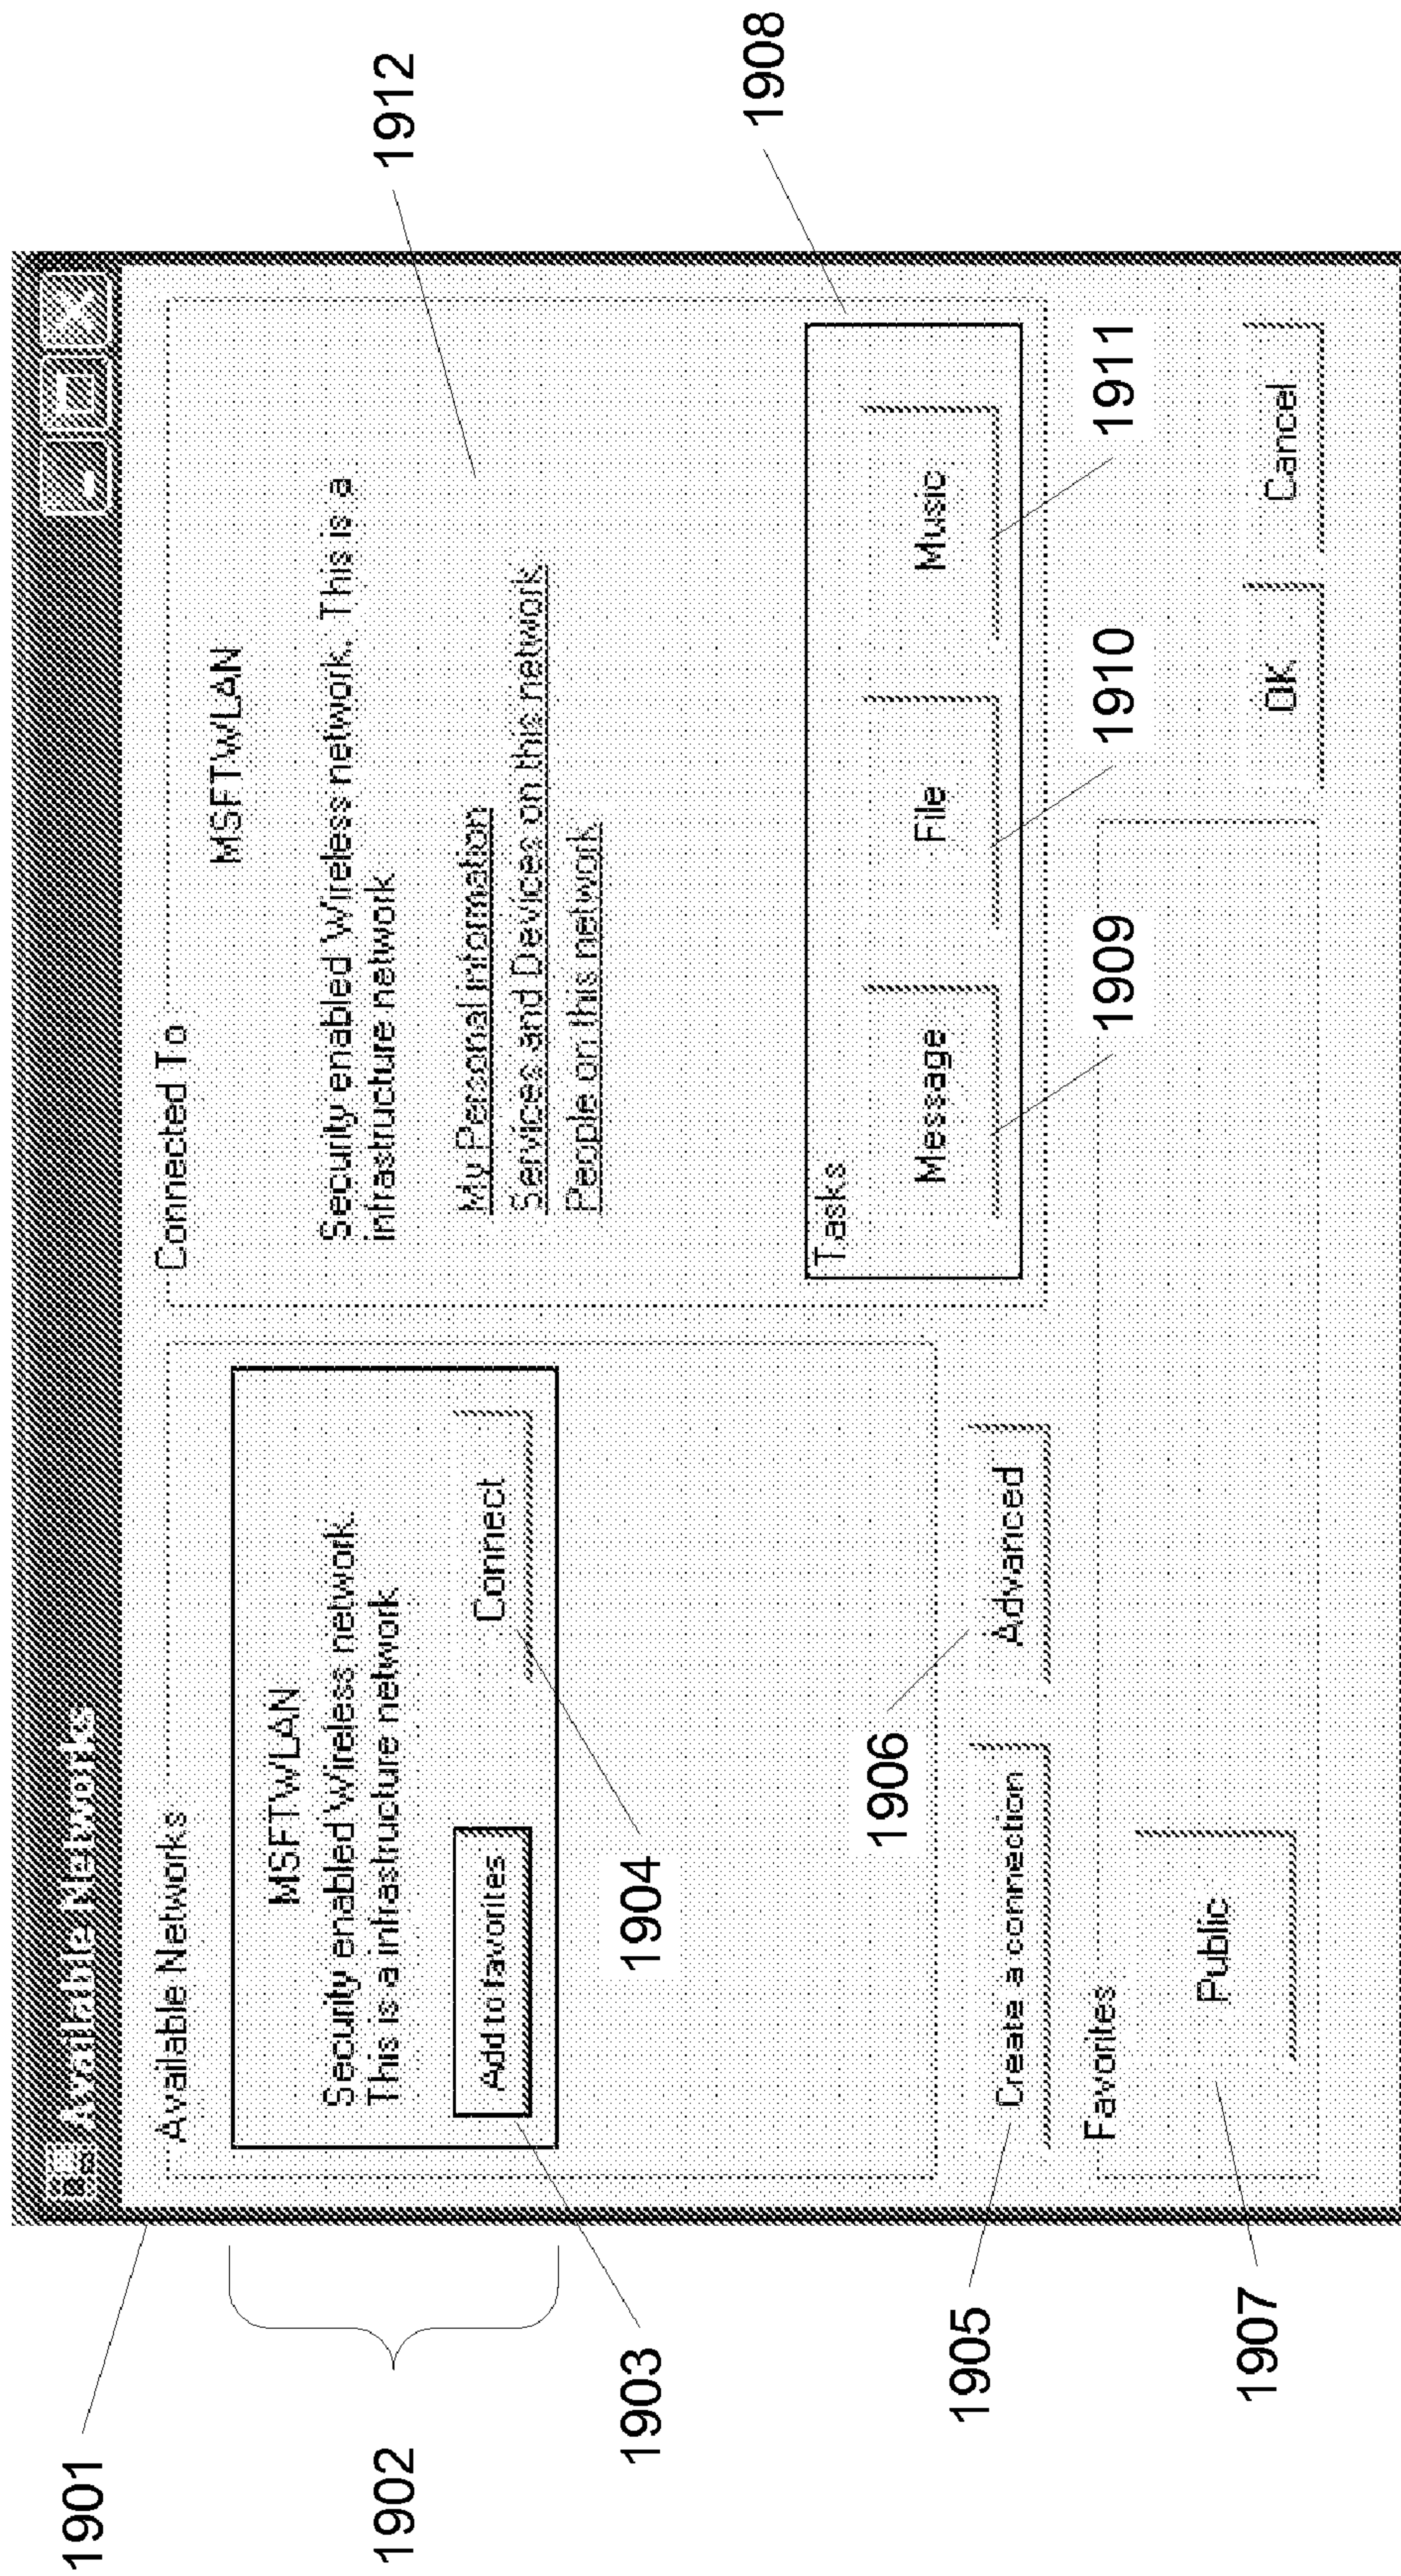 Available Networks
Available Networks
MSFTWLAN
Security enabled Wireless network.
This is a infrastructure network
Add to favorites
Connect
Create a connection
Advanced
Favorites
Public
Connected To
MSFTWLAN
Security enabled Wireless network. This is a
infrastructure network
My Personal information
Services and Devices on this network
People on this network
Tasks
Message
File
Music
OK
Cancel
1901
1902
1903
1904
1905
1906
1907
1908
1909
1910
1911
1912